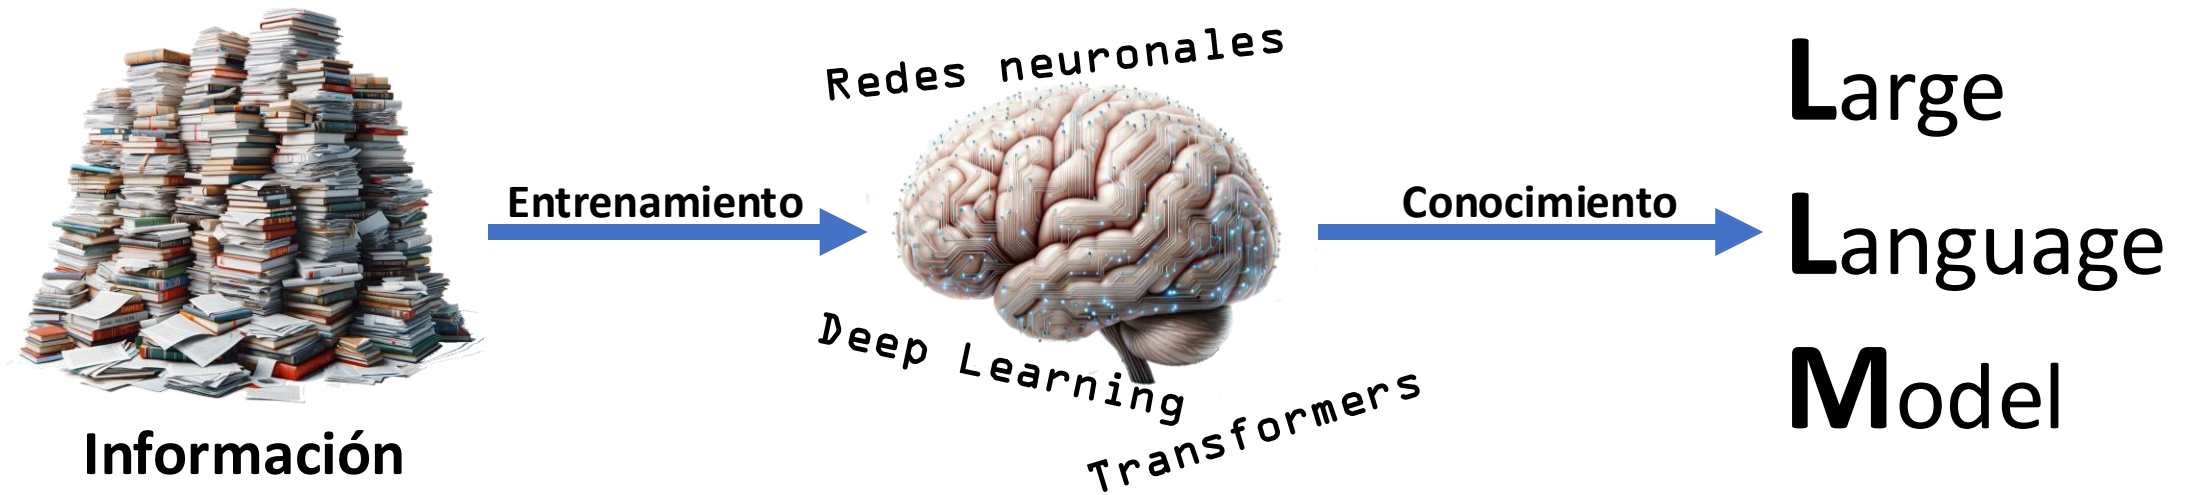 Información
Entrenamiento
Redes neuronales
Deep Learning
Transformers
Conocimiento
Large
Language
Model